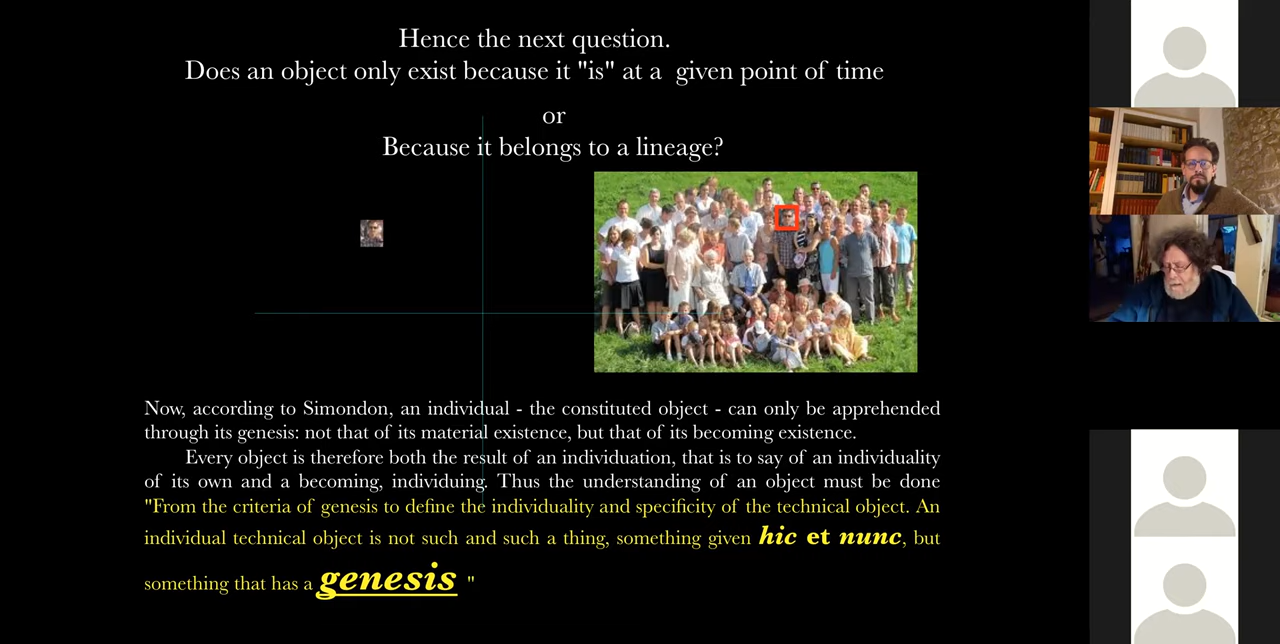 Hence the next question.
Does an object only exist because it "is" at a given point of time
or
Because it belongs to a lineage?
Now, according to Simondon, an individual - the constituted object - can only be apprehended
through its genesis: not that of its material existence, but that of its becoming existence.
Every object is therefore both the result of an individuation, that is to say of an individuality
of its own and a becoming, individuing. Thus the understanding of an object must be done
"From the criteria of genesis to define the individuality and specificity of the technical object. An
individual technical object is not such and such a thing, something given hic et nunc, but
something that has a genesis "